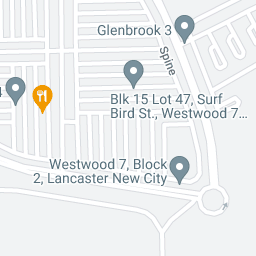 Glenbrook 3
Spine
4
Blk 15 Lot 47, Surf
Bird St., Westwood 7...
Westwood 7, Block
2, Lancaster New City